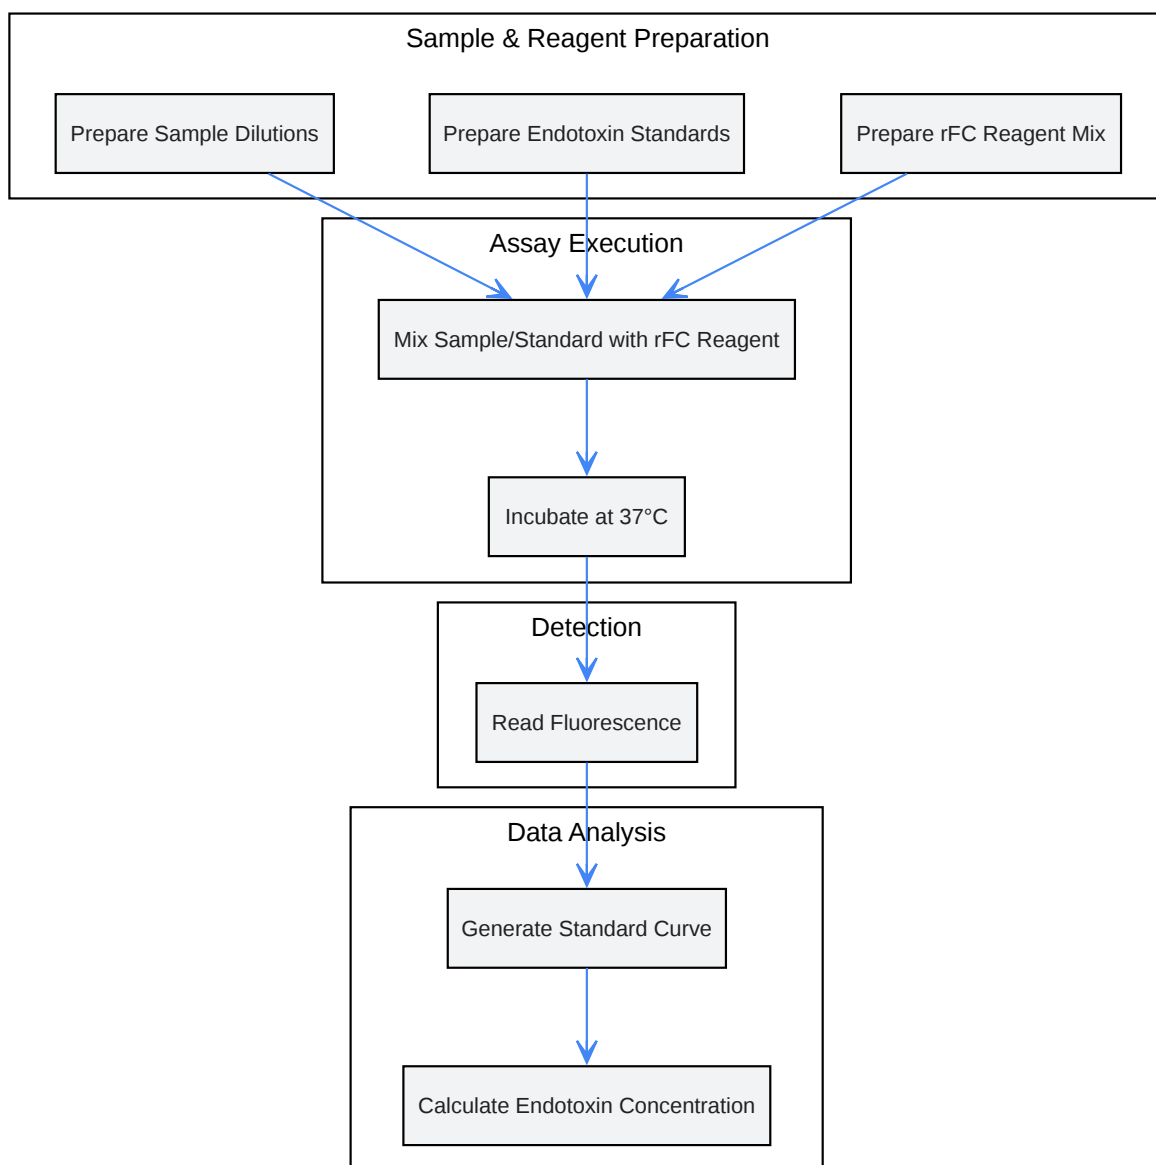 Sample & Reagent Preparation
Prepare Sample Dilutions
Prepare Endotoxin Standards
Prepare rFC Reagent Mix
Assay Execution
Mix Sample/Standard with rFC Reagent
Incubate at 37°C
Detection
Read Fluorescence
Data Analysis
Generate Standard Curve
Calculate Endotoxin Concentration